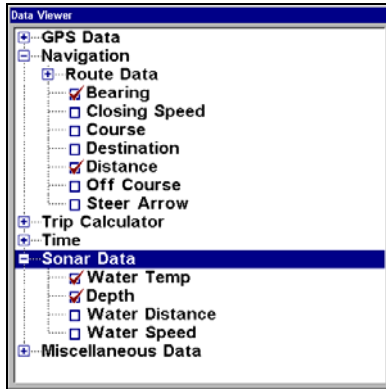 Data Viewer
GPS Data
Navigation
Route Data
Bearing
Closing Speed
Course
Destination
Distance
Off Course
Steer Arrow
Trip Calculator
Time
Sonar Data
Water Temp
Depth
Water Distance
Water Speed
Miscellaneous Data